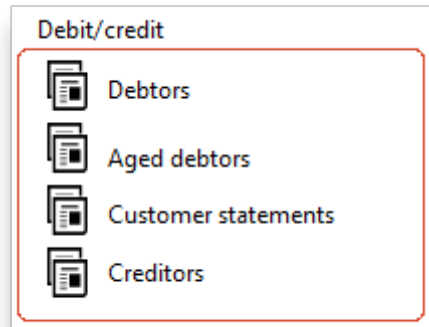 Debit/credit
Debtors
Aged debtors
Customer statements
Creditors